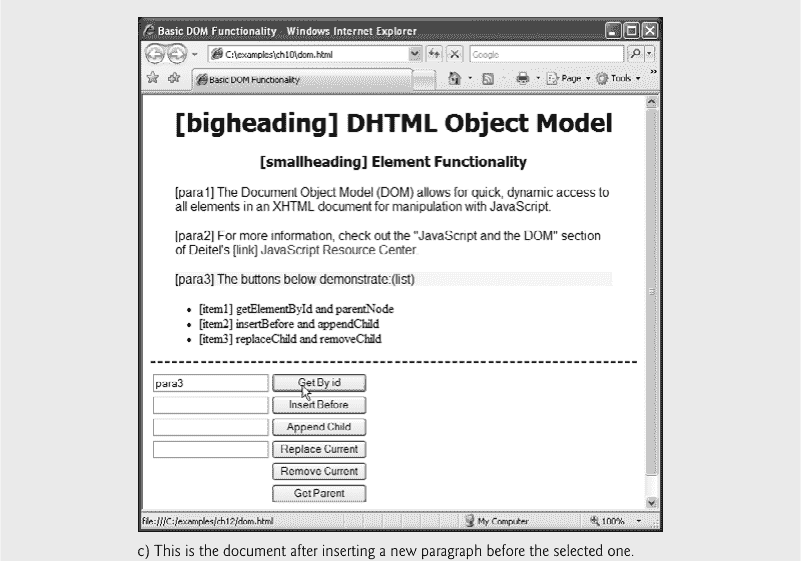 Basic DOM Functionality - Windows Internet Explorer
C:\examples\ch10\dom.html
Google
Basic DOM Functionality
Page
Tools
[bigheading] DHTML Object Model
[smallheading] Element Functionality
[para1] The Document Object Model (DOM) allows for quick, dynamic access to
all elements in an XHTML document for manipulation with JavaScript.
[para2] For more information, check out the "JavaScript and the DOM" section
of Deitel's [link] JavaScript Resource Center.
[para3] The buttons below demonstrate:(list)
• [item1] getElementById and parentNode
• [item2] insertBefore and appendChild
• [item3] replaceChild and removeChild
para3
Get By id
Insert Before
Append Child
Replace Current
Remove Current
Get Parent
file:///C:/examples/ch12/dom.html
My Computer
100%
c) This is the document after inserting a new paragraph before the selected one.